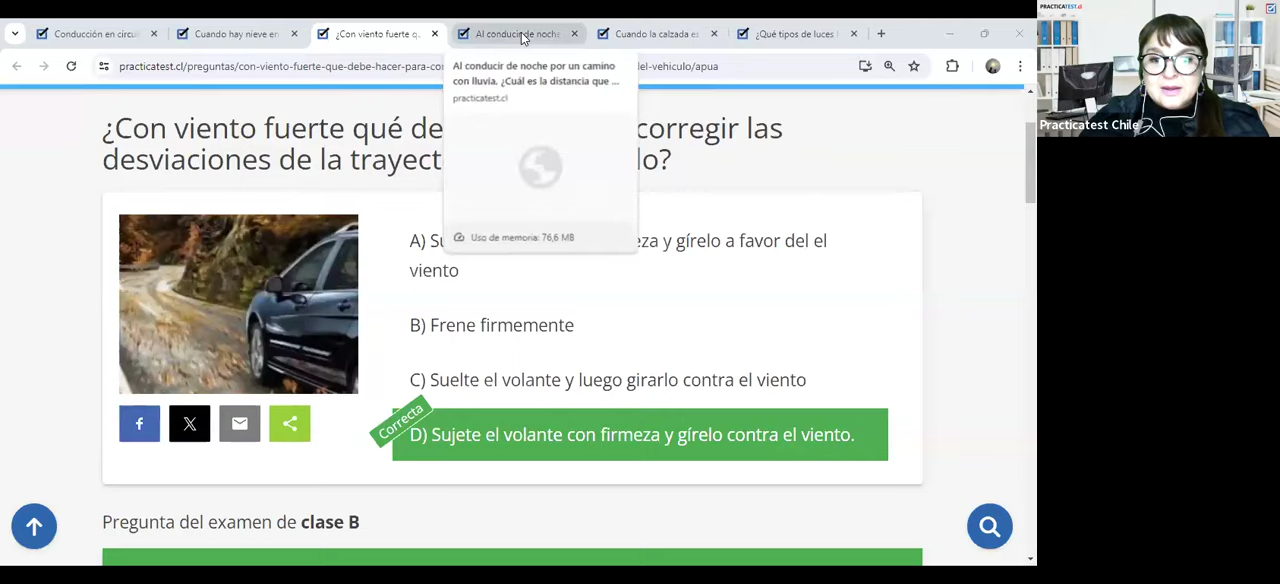 PRACTICATEST.cl
Conducción en circu
Cuando hay nieve en
¿Con viento fuerte q
Al conducir de noche
Cuando la calzada es
¿Qué tipos de luces
practicatest.cl/preguntas/con-viento-fuerte-que-debe-hacer-para-co
del-vehiculo/apua
Al conducir de noche por un camino
con lluvia. ¿Cuál es la distancia que ...
practicatest.cl
Uso de memoria: 76,6 MB
Practicatest Chile
¿Con viento fuerte qué de
corregir las
desviaciones de la trayect
lo?
A) Su
eza y gírelo a favor del el
viento
B) Frene firmemente
C) Suelte el volante y luego girarlo contra el viento
Correcta
D) Sujete el volante con firmeza y gírelo contra el viento.
Pregunta del examen de clase B